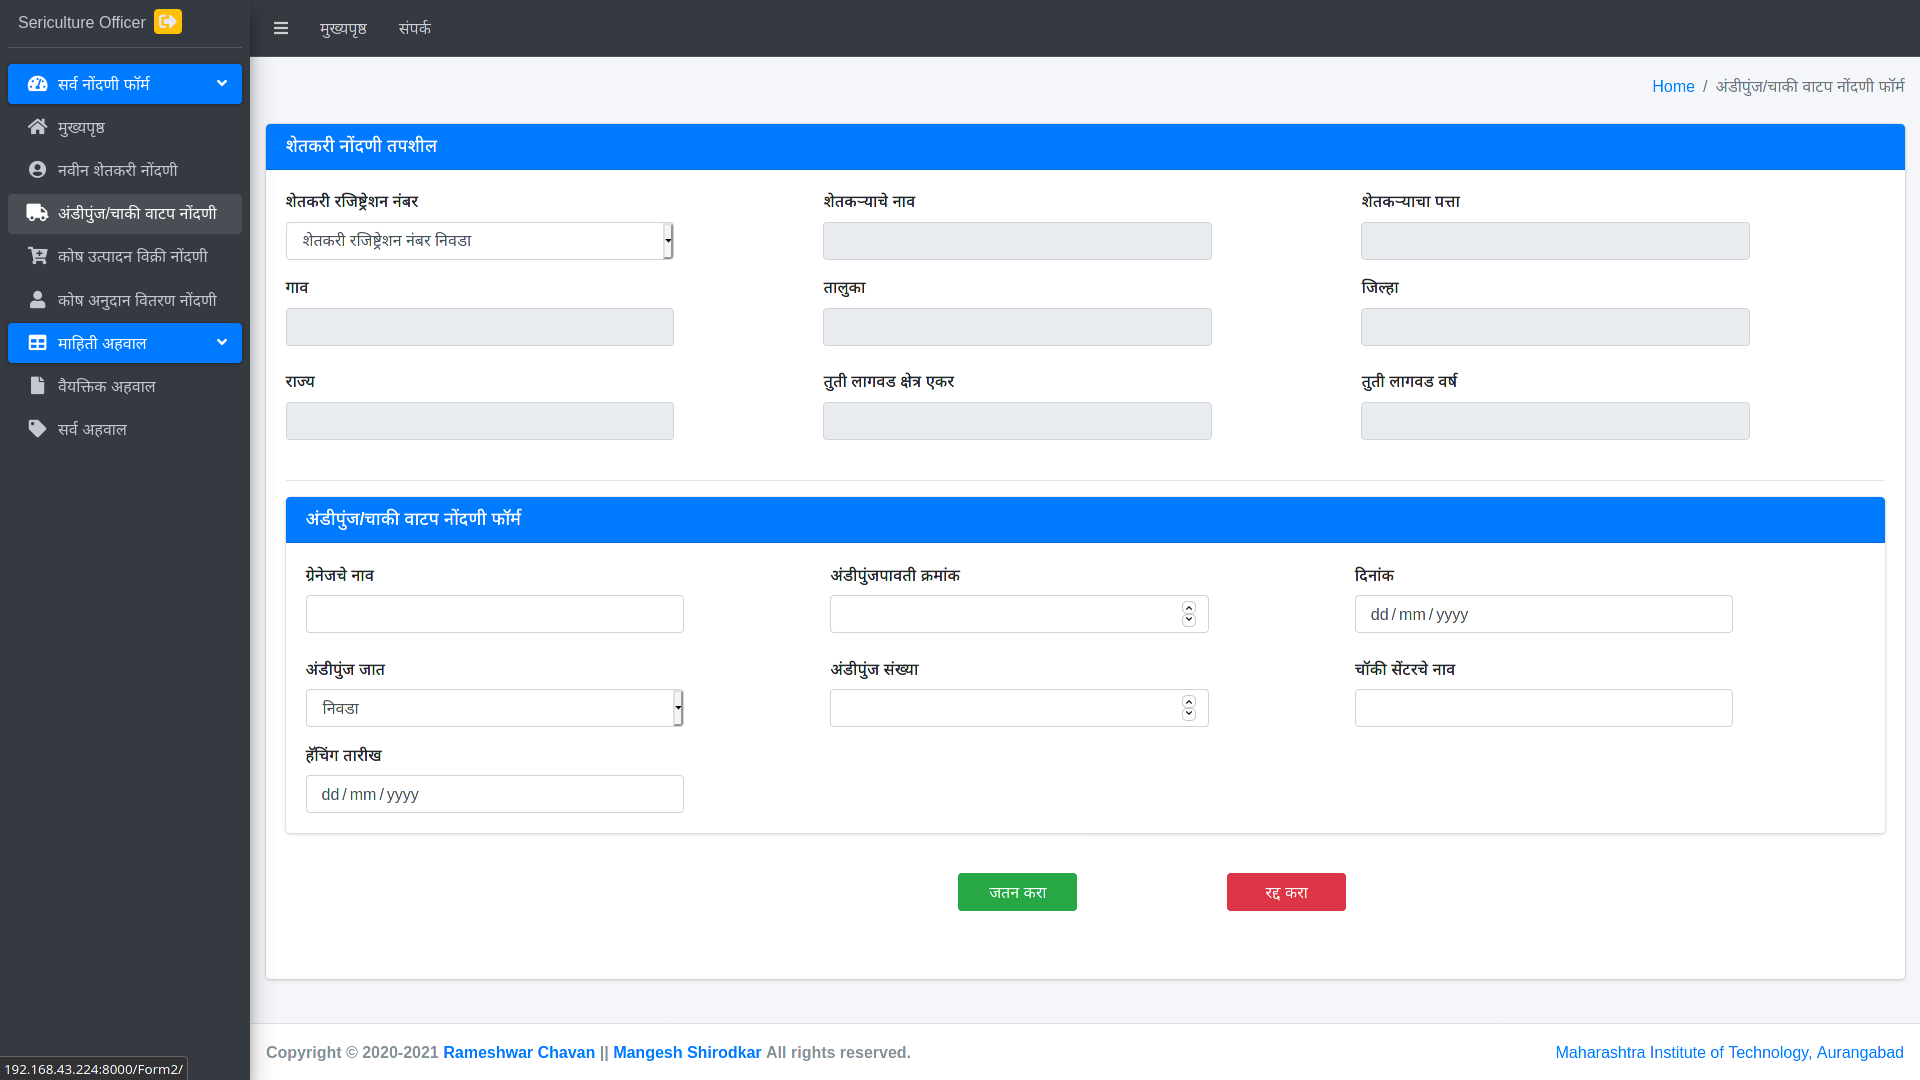 Sericulture Officer
मुख्यपृष्ठ संपर्क
सर्व नोंदणी फॉर्म
मुख्यपृष्ठ
नवीन शेतकरी नोंदणी
अंडीपुंज/चाकी वाटप नोंदणी
कोष उत्पादन विक्री नोंदणी
कोष अनुदान वितरण नोंदणी
माहिती अहवाल
वैयक्तिक अहवाल
सर्व अहवाल
Home / अंडीपुंज/चाकी वाटप नोंदणी फॉर्म
शेतकरी नोंदणी तपशील
शेतकरी रजिष्ट्रेशन नंबर शेतकऱ्याचे नाव शेतकऱ्याचा पत्ता
शेतकरी रजिष्ट्रेशन नंबर निवडा
गाव तालुका जिल्हा
राज्य तुती लागवड क्षेत्र एकर तुती लागवड वर्ष
अंडीपुंज/चाकी वाटप नोंदणी फॉर्म
ग्रेनेजचे नाव अंडीपुंजपावती क्रमांक दिनांक
dd/mm/yyyy
अंडीपुंज जात अंडीपुंज संख्या चॉकी सेंटरचे नाव
निवडा
हॅचिंग तारीख
dd/mm/yyyy
जतन करा रद्द करा
Copyright © 2020-2021 Rameshwar Chavan || Mangesh Shirodkar All rights reserved. Maharashtra Institute of Technology, Aurangabad
192.168.43.224:8000/Form2/